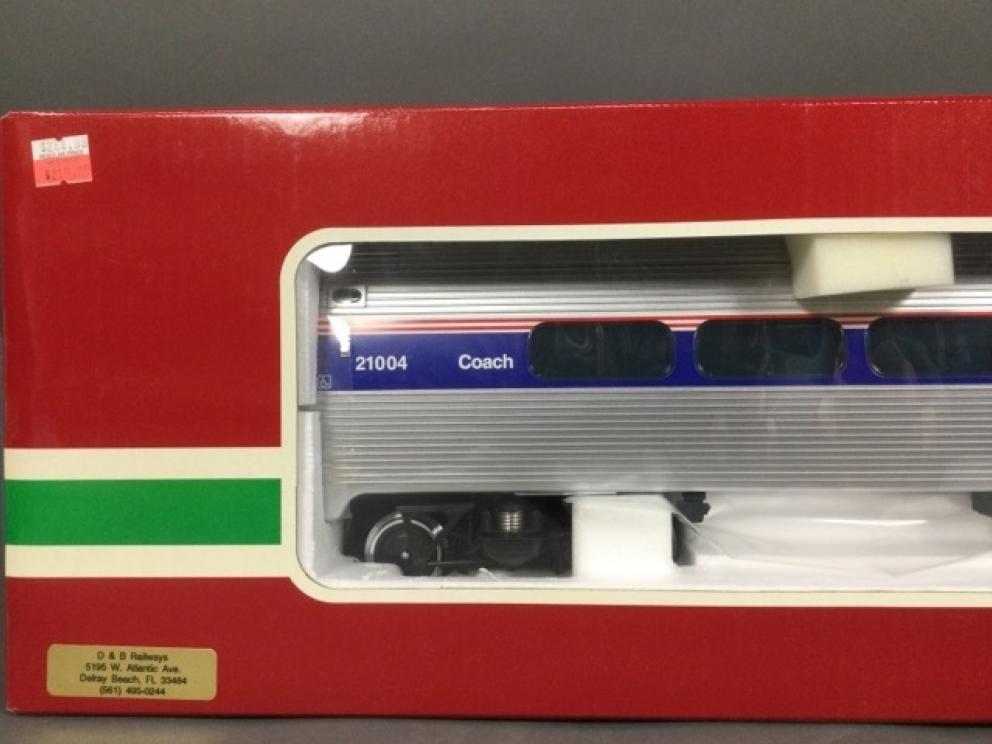 21004 Coach
D & B Railways
5195 W. Atlantic Ave.
Delray Beach, FL 33484
(561) 495-0244